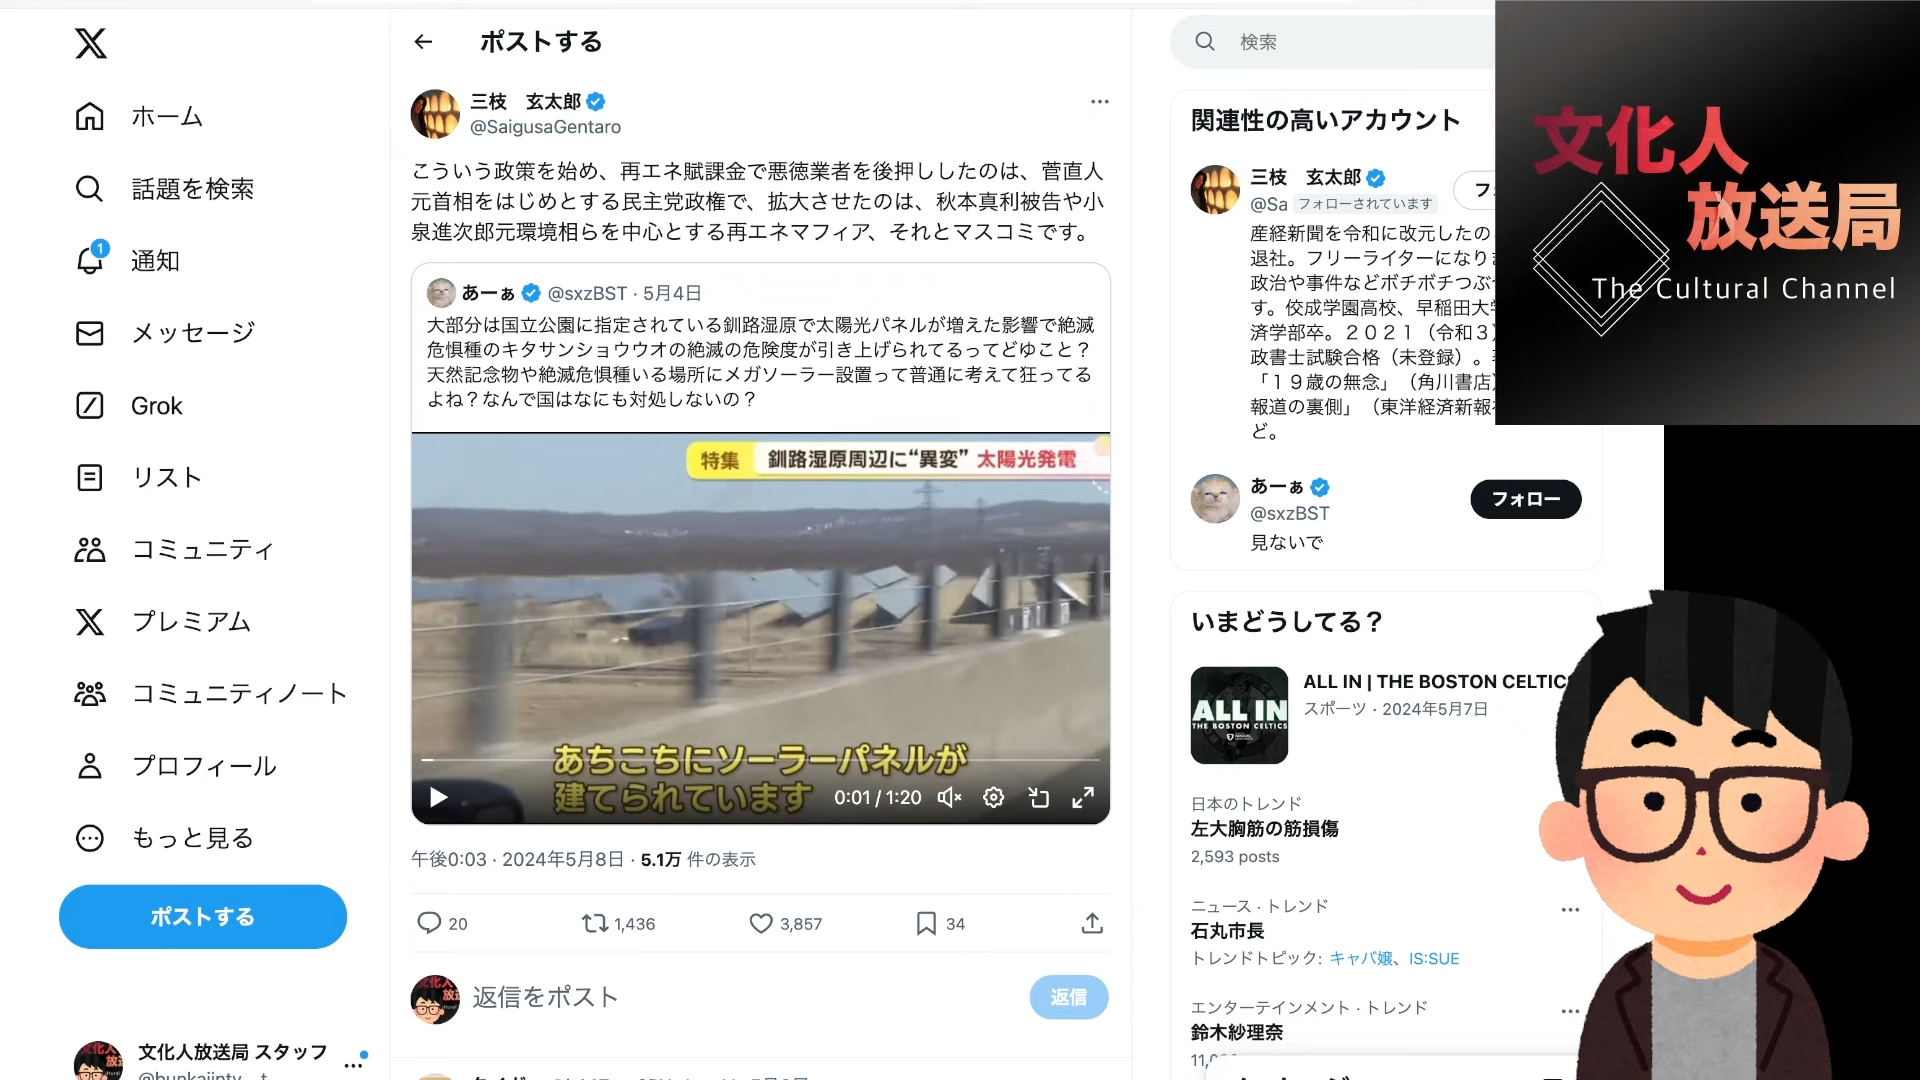 ホーム
話題を検索
1
通知
メッセージ
Grok
リスト
コミュニティ
プレミアム
コミュニティノート
プロフィール
もっと見る
ポストする
文化人放送局 スタッフ
ポストする
三枝　玄太郎
@SaigusaGentaro
こういう政策を始め、再エネ賦課金で悪徳業者を後押ししたのは、菅直人
元首相をはじめとする民主党政権で、拡大させたのは、秋本真利被告や小
泉進次郎元環境相らを中心とする再エネマフィア、それとマスコミです。
あーぁ @sxzBST · 5月4日
大部分は国立公園に指定されている釧路湿原で太陽光パネルが増えた影響で絶滅
危惧種のキタサンショウウオの絶滅の危険度が引き上げられてるってどゆこと？
天然記念物や絶滅危惧種いる場所にメガソーラー設置って普通に考えて狂ってる
よね？なんで国はなにも対処しないの？
特集 釧路湿原周辺に“異変” 太陽光発電
あちこちにソーラーパネルが
建てられています
0:01 / 1:20
午後0:03 · 2024年5月8日 · 5.1万 件の表示
20 1,436 3,857 34
返信をポスト
返信
検索
関連性の高いアカウント
三枝　玄太郎
@Sa フォローされています
産経新聞を令和に改元したの
退社。フリーライターになり
政治や事件などボチボチつぶ
す。佼成学園高校、早稲田大
済学部卒。２０２１（令和３）
政書士試験合格（未登録）。
「１９歳の無念」（角川書店）
報道の裏側」（東洋経済新報
ど。
あーぁ
@sxzBST
フォロー
見ないで
いまどうしてる？
ALL IN
THE BOSTON CELTICS
ALL IN | THE BOSTON CELTIC
スポーツ · 2024年5月7日
日本のトレンド
左大胸筋の筋損傷
2,593 posts
ニュース · トレンド
石丸市長
トレンドトピック: キャバ嬢、IS:SUE
エンターテインメント · トレンド
鈴木紗理奈
文化人
放送局
The Cultural Channel